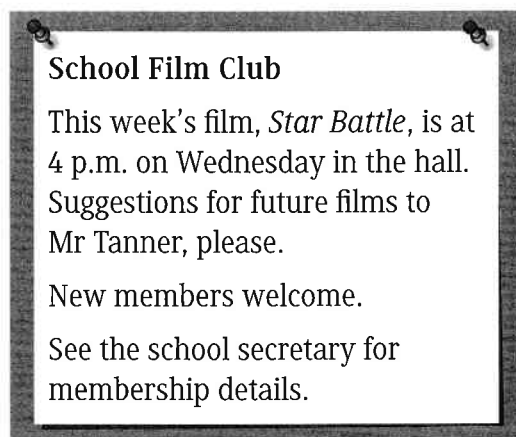 School Film Club
This week's film, Star Battle, is at
4 p.m. on Wednesday in the hall.
Suggestions for future films to
Mr Tanner, please.
New members welcome.
See the school secretary for
membership details.